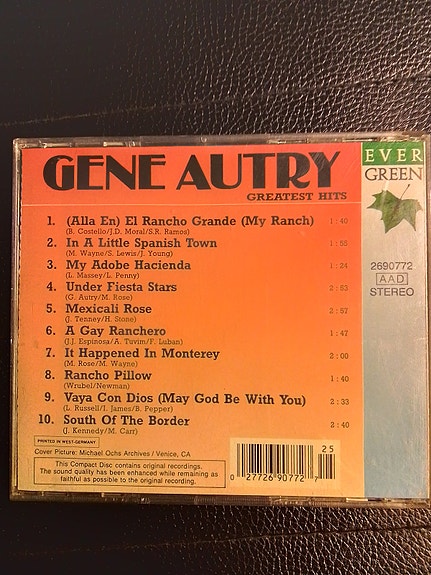 GENE AUTRY
GREATEST HITS
EVER
GREEN
2690772
AAD
STEREO
1. (Alla En) El Rancho Grande (My Ranch) 1:40
(B. Costello/J.D. Moral/S.R. Ramos)
2. In A Little Spanish Town 1:55
(M. Wayne/S. Lewis/J. Young)
3. My Adobe Hacienda 1:24
(L. Massey/L. Penny)
4. Under Fiesta Stars 2:53
(G. Autry/M. Rose)
5. Mexicali Rose 2:57
(J. Tenney/H. Stone)
6. A Gay Ranchero 1:47
(J.J. Espinosa/A. Tuvim/F. Luban)
7. It Happened In Monterey 2:00
(M. Rose/M. Wayne)
8. Rancho Pillow 1:40
(Wrubel/Newman)
9. Vaya Con Dios (May God Be With You) 2:33
(L. Russell/I. James/B. Pepper)
10. South Of The Border 2:40
(J. Kennedy/M. Carr)
PRINTED IN WEST-GERMANY
Cover Picture: Michael Ochs Archives / Venice, CA
This Compact Disc contains original recordings.
The sound quality has been enhanced while remaining as
faithful as possible to the original recording.
25
0 27726 90772 7